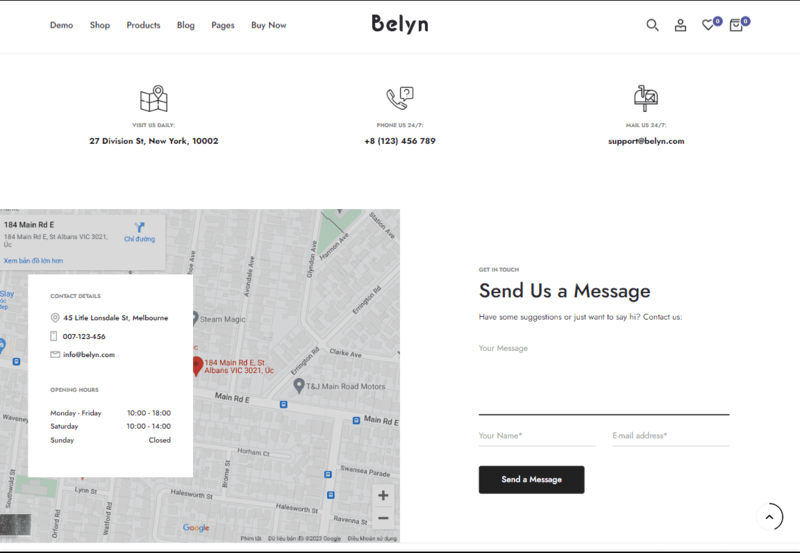 Demo Shop Products Blog Pages Buy Now
Belyn
0 0
VISIT US DAILY:
27 Division St, New York, 10002
PHONE US 24/7:
+8 (123) 456 789
MAIL US 24/7:
support@belyn.com
184 Main Rd E
184 Main Rd E, St Albans VIC 3021,
Úc
Chỉ đường
Xem bản đồ lớn hơn
CONTACT DETAILS
45 Litle Lonsdale St, Melbourne
007-123-456
info@belyn.com
OPENING HOURS
Monday - Friday 10:00 - 18:00
Saturday 10:00 - 14:00
Sunday Closed
Station Ave
Harmon Ave
Glyndon Ave
Avondale Ave
Errington Rd
Steam Magic
Clarke Ave
184 Main Rd E, St
Albans VIC 3021, Úc
Errington Rd
T&J Main Road Motors
Main Rd E
Main Rd E
Horham Ct
Swansea Parade
Brome St
Lynn St
Halesworth St
Halesworth St
Ravenna St
Southwold St
Oxford Rd
Watford Rd
Google
Phím tắt Dữ liệu bản đồ ©2023 Google Điều khoản sử dụng
GET IN TOUCH
Send Us a Message
Have some suggestions or just want to say hi? Contact us:
Your Message
Your Name* E-mail address*
Send a Message